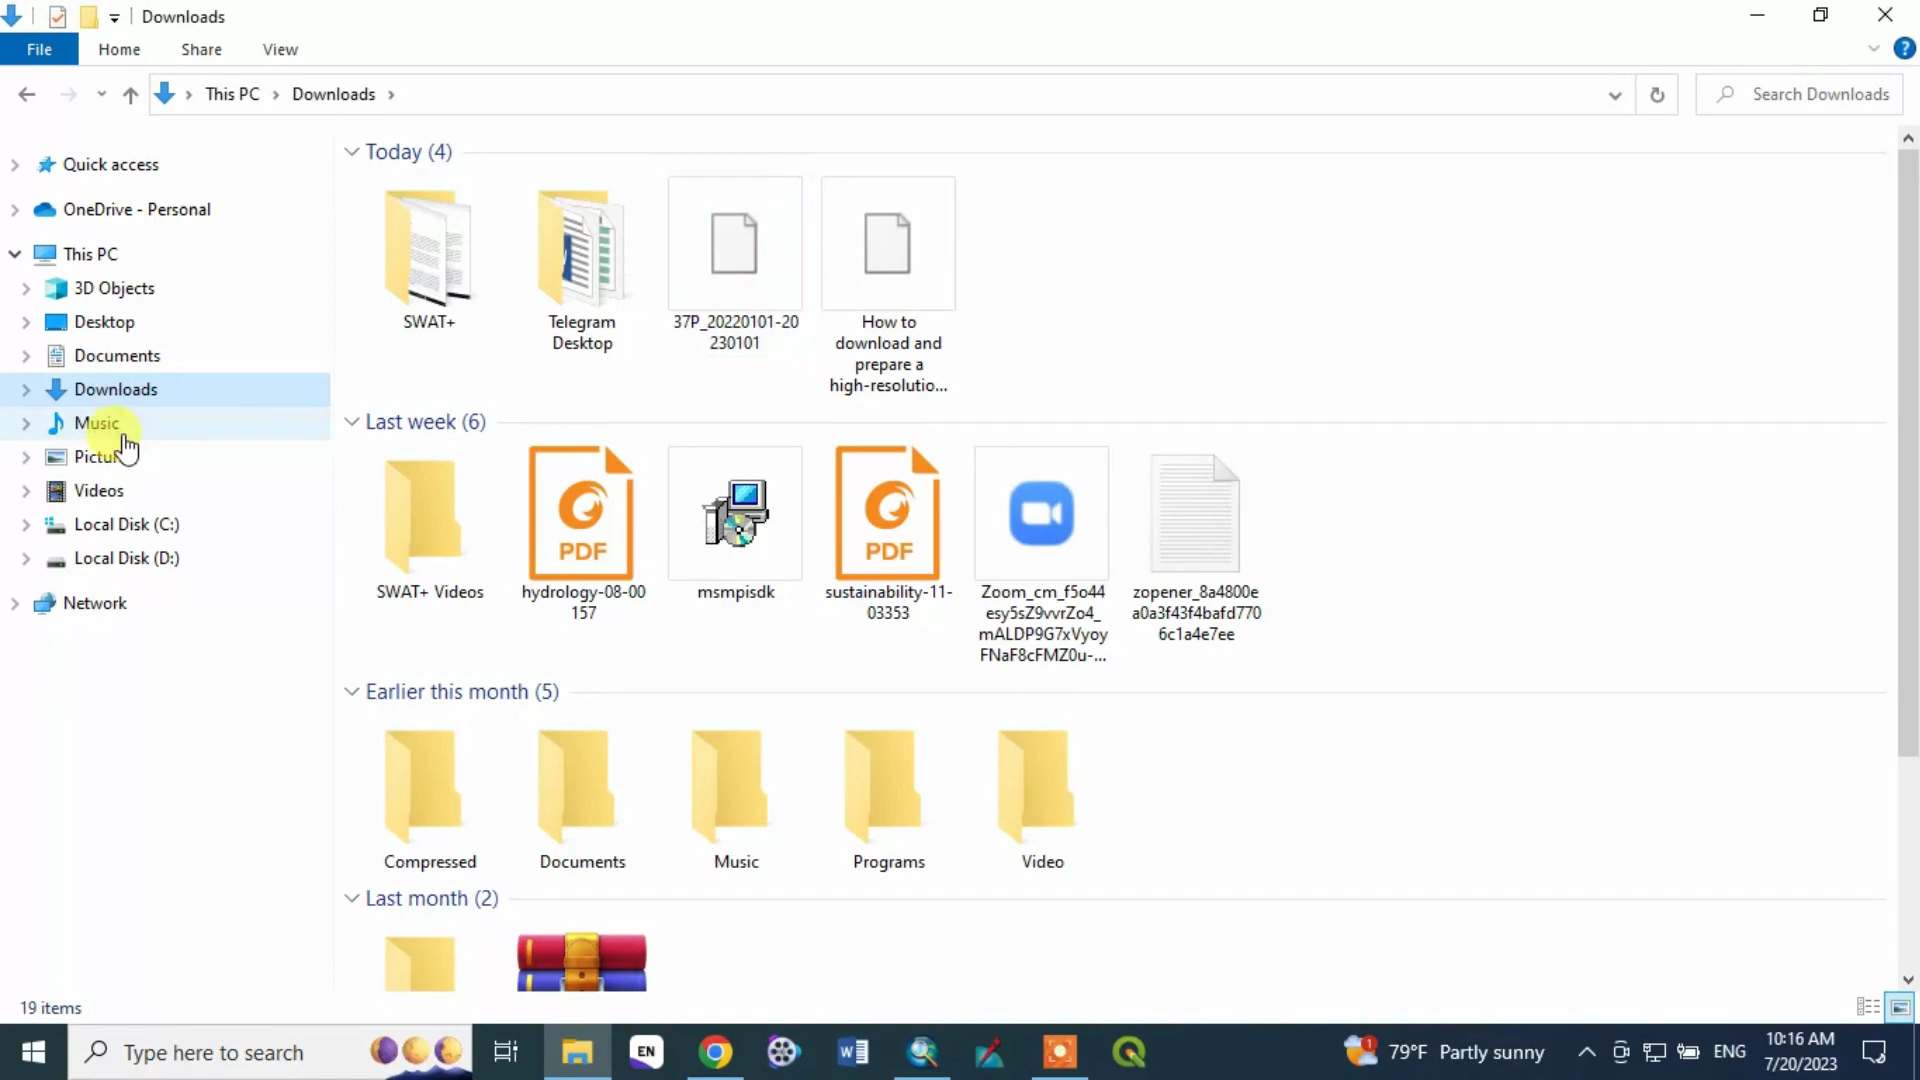 Downloads
File Home Share View
This PC Downloads
Search Downloads
Quick access
OneDrive - Personal
This PC
3D Objects
Desktop
Documents
Downloads
Music
Videos
Local Disk (C:)
Local Disk (D:)
Network
Today (4)
SWAT+
Telegram
Desktop
37P_20220101-20
230101
How to
download and
prepare a
high-resolutio...
Last week (6)
SWAT+ Videos
PDF
hydrology-08-00
157
msmpisdk
PDF
sustainability-11-
03353
Zoom_cm_f5o44
esy5sZ9vvrZo4_
mALDP9G7xVyoy
FNaF8cFMZ0u-...
zopener_8a4800e
a0a3f43f4bafd770
6c1a4e7ee
Earlier this month (5)
Compressed
Documents
Music
Programs
Video
Last month (2)
19 items
Type here to search
EN
79°F Partly sunny
ENG
10:16 AM
7/20/2023